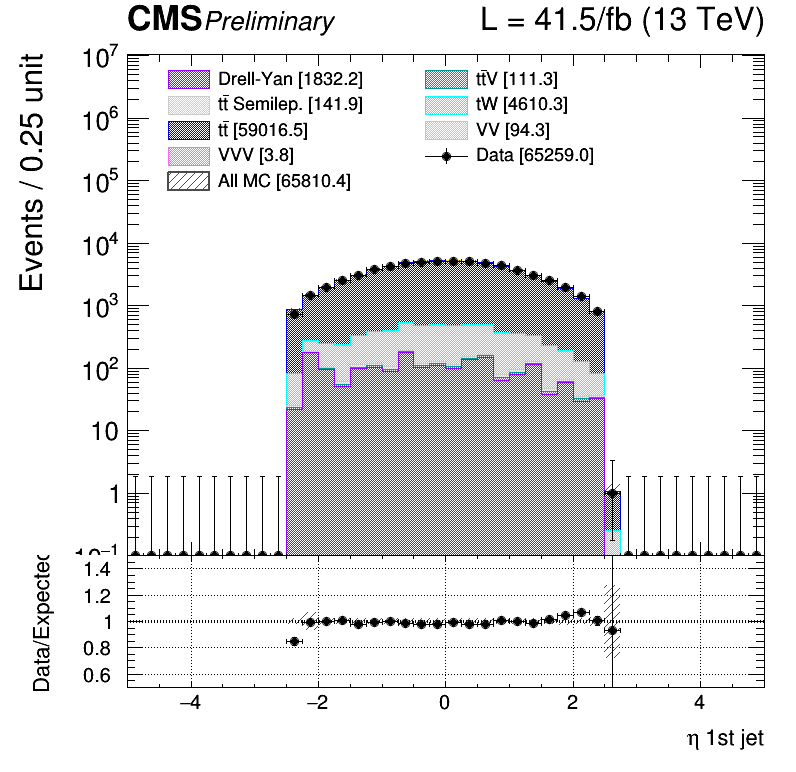 CMS Preliminary L = 41.5/fb (13 TeV)
Events / 0.25 unit
10⁷
10⁶
10⁵
10⁴
10³
10²
10
1
10⁻¹
Drell-Yan [1832.2]
tt̄ Semilep. [141.9]
tt̄ [59016.5]
VVV [3.8]
All MC [65810.4]
tt̄V [111.3]
tW [4610.3]
VV [94.3]
Data [65259.0]
Data/Expected
1.4
1.2
1
0.8
0.6
−4 −2 0 2 4
η 1st jet